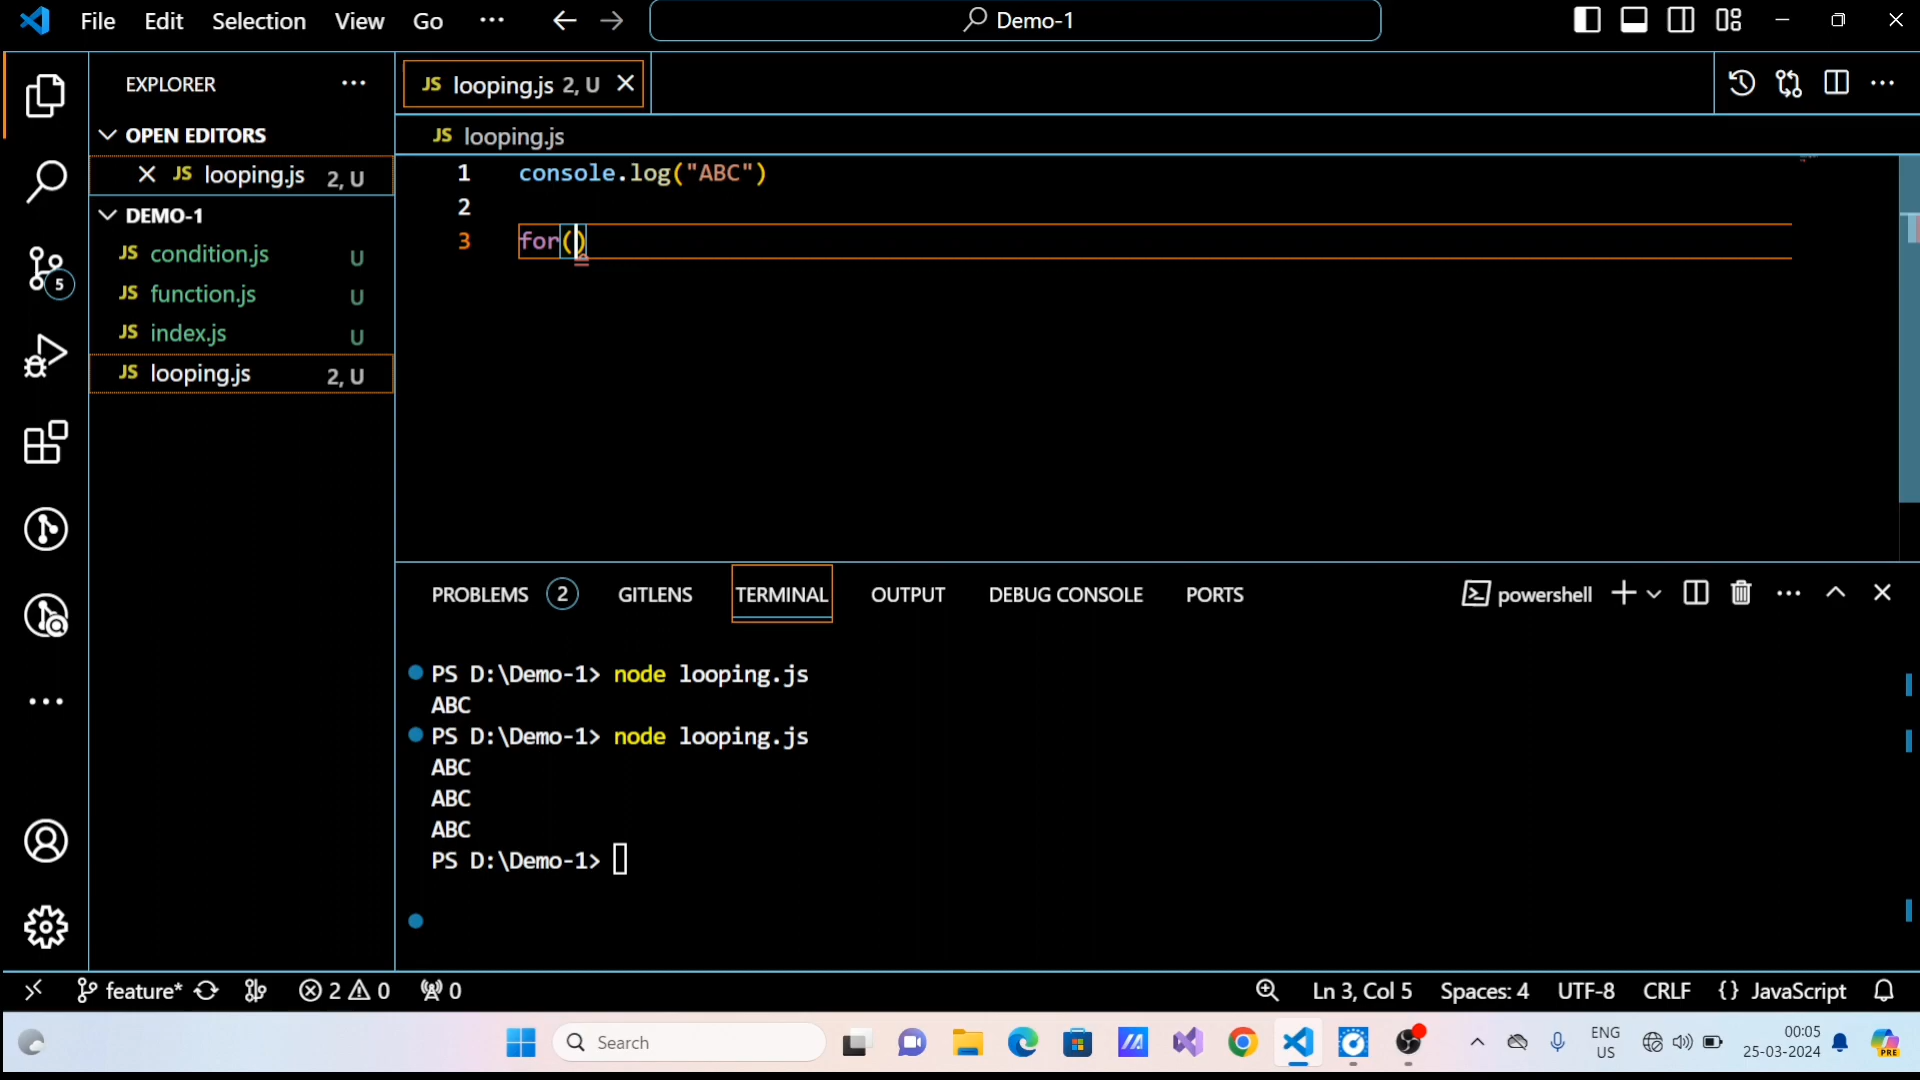 File Edit Selection View Go ··· Demo-1
EXPLORER ···
OPEN EDITORS
JS looping.js 2, U
DEMO-1
JS condition.js U
JS function.js U
JS index.js U
JS looping.js 2, U
5
JS looping.js 2, U
JS looping.js
1 console.log("ABC")
2
3 for()
PROBLEMS 2 GITLENS TERMINAL OUTPUT DEBUG CONSOLE PORTS powershell
PS D:\Demo-1> node looping.js
ABC
PS D:\Demo-1> node looping.js
ABC
ABC
ABC
PS D:\Demo-1>
feature* 2 0 0 Ln 3, Col 5 Spaces: 4 UTF-8 CRLF {} JavaScript
Search ENG US 00:05 25-03-2024 PRE